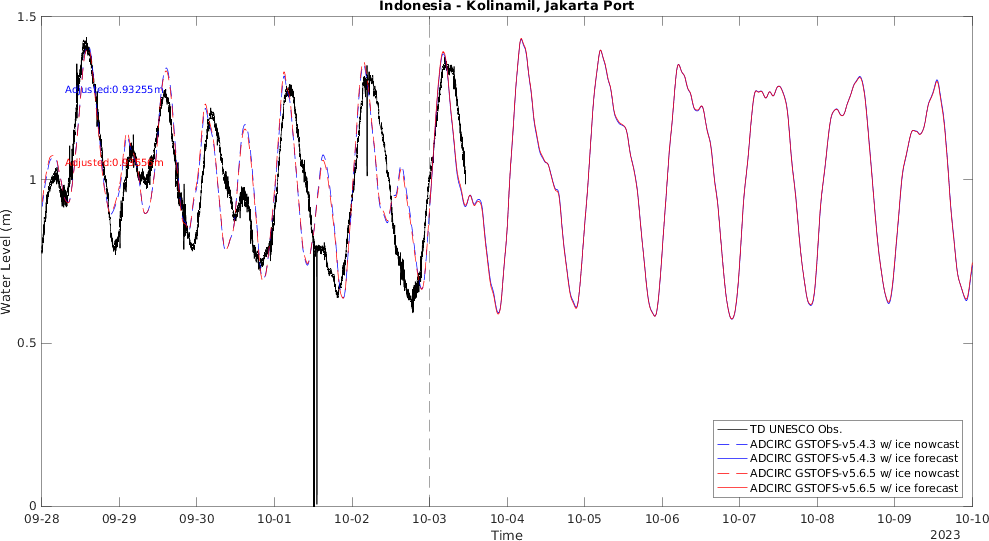 Indonesia - Kolinamil, Jakarta Port
1.5
Adjusted:0.93255m
1
Water Level (m)
0.5
TD UNESCO Obs.
ADCIRC GSTOFS-v5.4.3 w/ ice nowcast
ADCIRC GSTOFS-v5.4.3 w/ ice forecast
ADCIRC GSTOFS-v5.6.5 w/ ice nowcast
ADCIRC GSTOFS-v5.6.5 w/ ice forecast
0
09-28 09-29 09-30 10-01 10-02 10-03 10-04 10-05 10-06 10-07 10-08 10-09 10-10
Time 2023